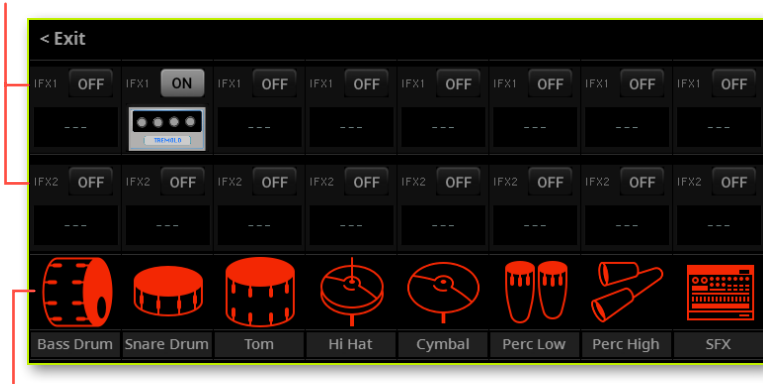 < Exit
IFX1 OFF IFX1 ON IFX1 OFF IFX1 OFF IFX1 OFF IFX1 OFF IFX1 OFF IFX1 OFF
--- --- --- --- --- --- ---
TREMOLO
IFX2 OFF IFX2 OFF IFX2 OFF IFX2 OFF IFX2 OFF IFX2 OFF IFX2 OFF IFX2 OFF
--- --- --- --- --- --- --- ---
Bass Drum Snare Drum Tom Hi Hat Cymbal Perc Low Perc High SFX